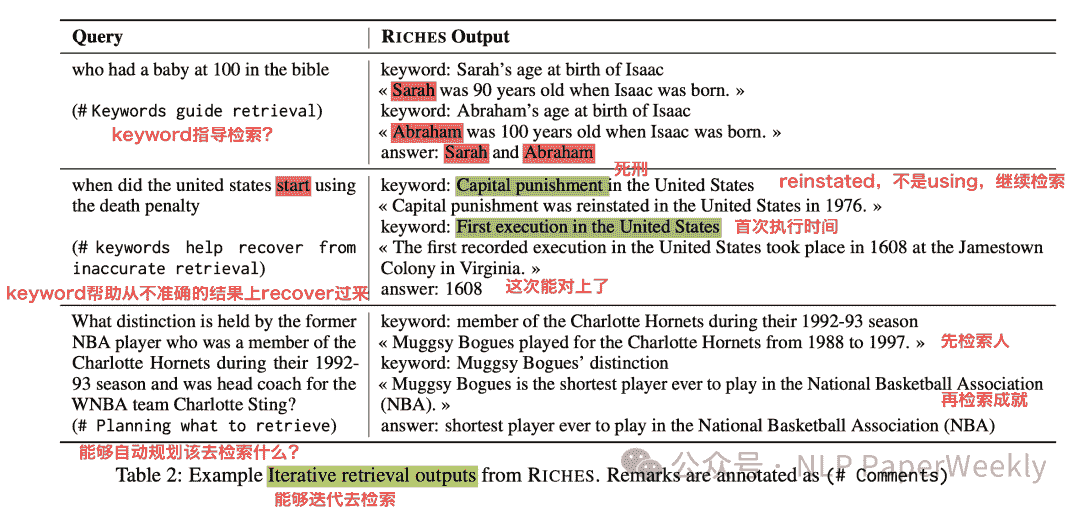 Query
RICHES Output
who had a baby at 100 in the bible
(# Keywords guide retrieval)
keyword指导检索?
keyword: Sarah's age at birth of Isaac
« Sarah was 90 years old when Isaac was born. »
keyword: Abraham's age at birth of Isaac
« Abraham was 100 years old when Isaac was born. »
answer: Sarah and Abraham
when did the united states start using
the death penalty
(# keywords help recover from
inaccurate retrieval)
keyword帮助从不准确的结果上recover过来
死刑
keyword: Capital punishment in the United States
reinstated，不是using，继续检索
« Capital punishment was reinstated in the United States in 1976. »
keyword: First execution in the United States
首次执行时间
« The first recorded execution in the United States took place in 1608 at the Jamestown
Colony in Virginia. »
answer: 1608
这次能对上了
What distinction is held by the former
NBA player who was a member of the
Charlotte Hornets during their 1992-
93 season and was head coach for the
WNBA team Charlotte Sting?
(# Planning what to retrieve)
能够自动规划该去检索什么？
keyword: member of the Charlotte Hornets during their 1992-93 season
« Muggsy Bogues played for the Charlotte Hornets from 1988 to 1997. »
先检索人
keyword: Muggsy Bogues' distinction
« Muggsy Bogues is the shortest player ever to play in the National Basketball Association
(NBA). »
再检索成就
answer: shortest player ever to play in the National Basketball Association (NBA)
公众号 · NLP PaperWeekly
Table 2: Example Iterative retrieval outputs from RICHES. Remarks are annotated as (# Comments)
能够迭代去检索